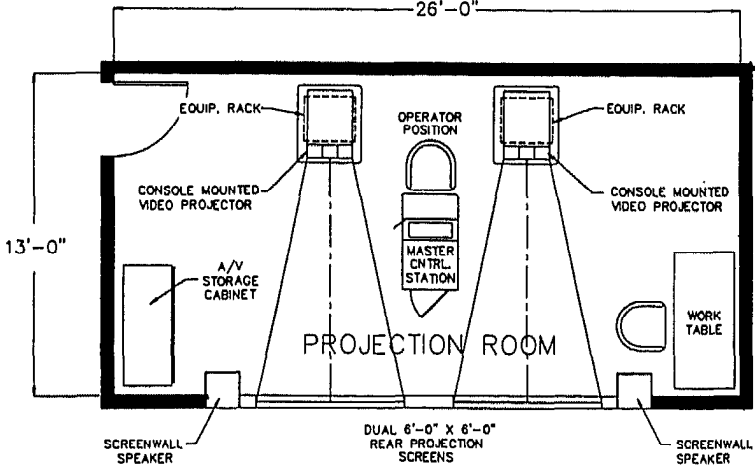 26'-0"
EQUIP. RACK
OPERATOR
POSITION
EQUIP. RACK
CONSOLE MOUNTED
VIDEO PROJECTOR
CONSOLE MOUNTED
VIDEO PROJECTOR
13'-0"
A/V
STORAGE
CABINET
MASTER
CNTRL.
STATION
WORK
TABLE
PROJECTION ROOM
SCREENWALL
SPEAKER
DUAL 6'-0" X 6'-0"
REAR PROJECTION
SCREENS
SCREENWALL
SPEAKER